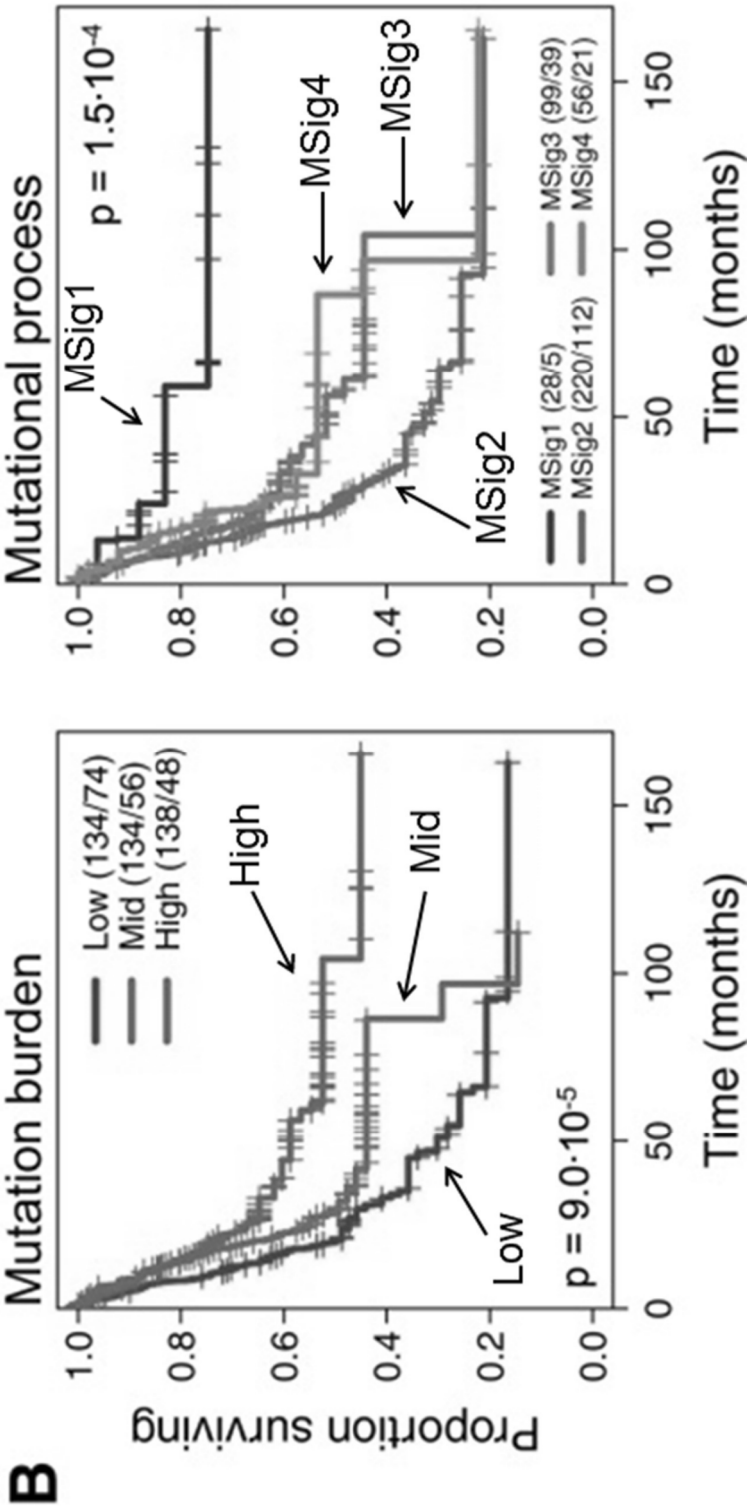 B
Mutation burden
Proportion surviving
1.0
0.8
0.6
0.4
0.2
0.0
Low (134/74)
Mid (134/56)
High (138/48)
High
Mid
Low
p = 9.0·10-5
0
50
100
150
Time (months)
Mutational process
1.0
0.8
0.6
0.4
0.2
0.0
p = 1.5·10-4
MSig1
MSig4
MSig3
MSig2
MSig1 (28/5)
MSig3 (99/39)
MSig2 (220/112)
MSig4 (56/21)
0
50
100
150
Time (months)